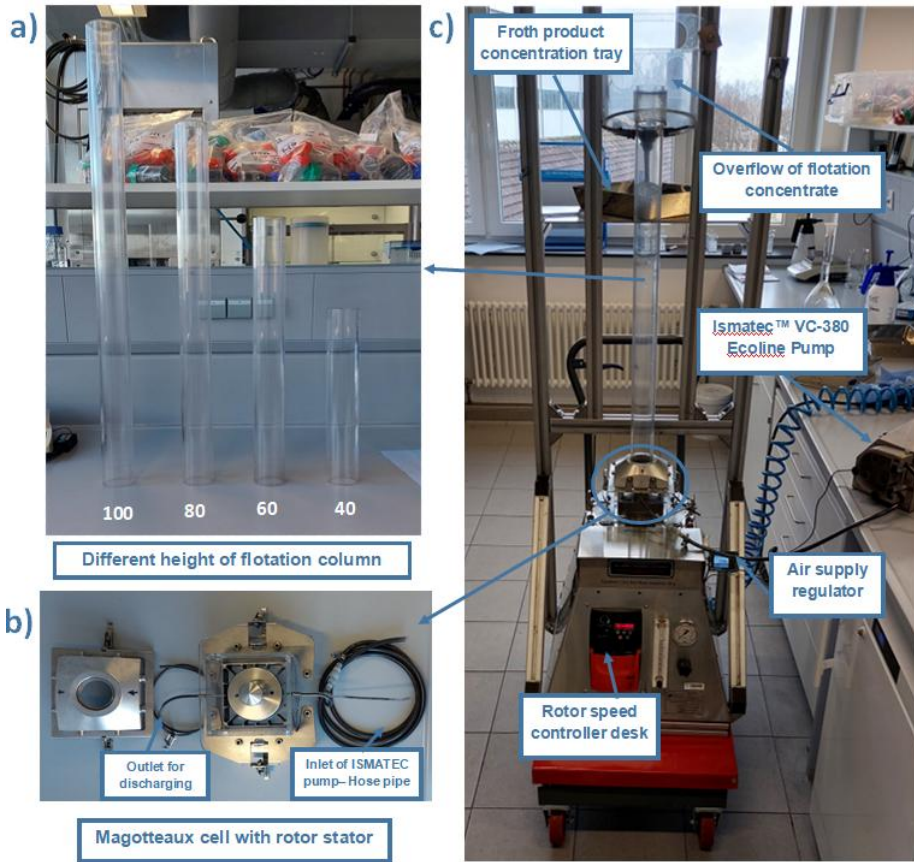 a)
100
80
60
40
Different height of flotation column
b)
Outlet for
discharging
Inlet of ISMATEC
pump– Hose pipe
Magotteaux cell with rotor stator
c)
Froth product
concentration tray
Overflow of flotation
concentrate
Ismatec™ VC-380
Ecoline Pump
Air supply
regulator
Rotor speed
controller desk